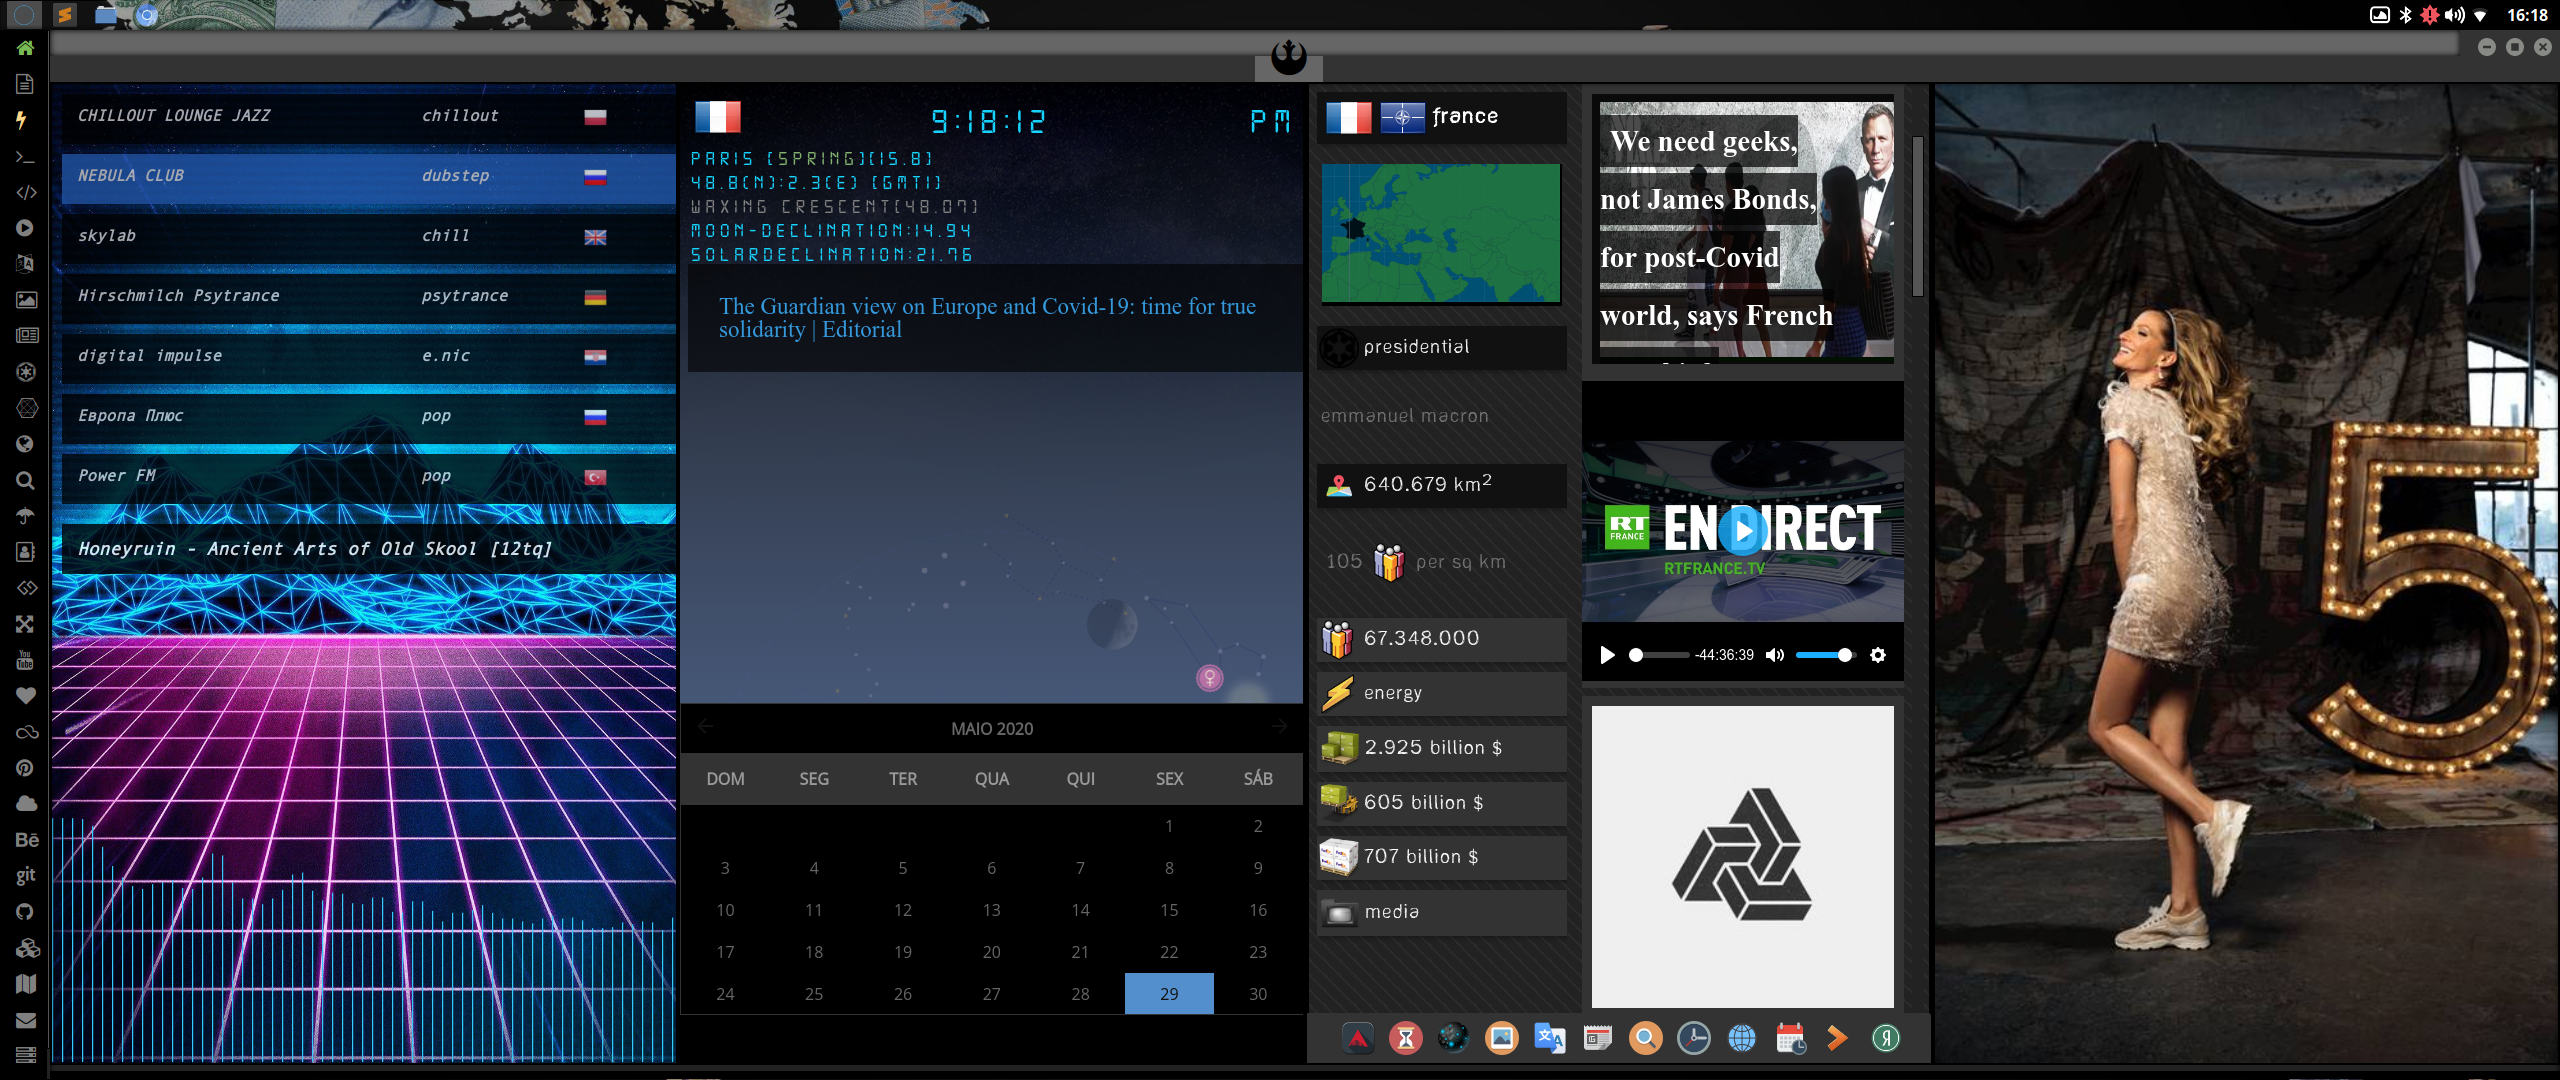 16:18
CHILLOUT LOUNGE JAZZ chillout
NEBULA CLUB dubstep
skylab chill
Hirschmilch Psytrance psytrance
digital impulse e.nic
Европа Плюс pop
Power FM pop
Honeyruin - Ancient Arts of Old Skool [12tq]
You
Tube
Bē
git
9:18:12 PM
PARIS [SPRING][15.8]
48.8(N):2.3(E) [GMT1]
WAXING CRESCENT[48.07]
MOON-DECLINATION:14.94
SOLARDECLINATION:21.76
The Guardian view on Europe and Covid-19: time for true
solidarity | Editorial
MAIO 2020
DOM SEG TER QUA QUI SEX SÁB
1 2
3 4 5 6 7 8 9
10 11 12 13 14 15 16
17 18 19 20 21 22 23
24 25 26 27 28 29 30
france
presidential
emmanuel macron
640.679 km²
105 per sq km
67.348.000
energy
2.925 billion $
605 billion $
707 billion $
media
We need geeks,
not James Bonds,
for post-Covid
world, says French
RT
FRANCE
EN DIRECT
RTFRANCE.TV
-44:36:39
5